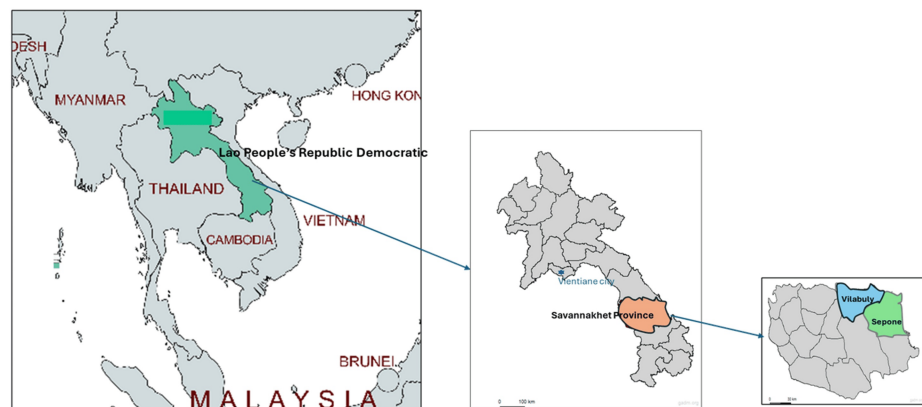 DESH
MYANMAR
HONG KON
Lao People's Republic Democratic
THAILAND
VIETNAM
CAMBODIA
BRUNEI
MALAYSIA
Vientiane city
Savannakhet Province
0 100 km
Vilabuly
Sepone